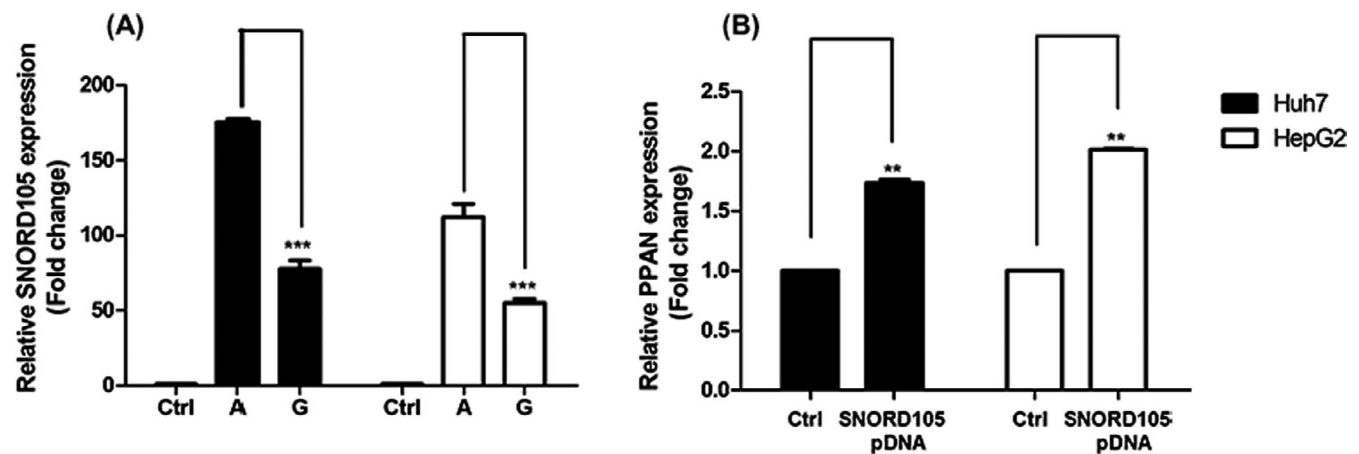 (A)
Relative SNORD105 expression
(Fold change)
200
150
100
50
0
***
***
Ctrl A G Ctrl A G
(B)
Relative PPAN expression
(Fold change)
2.5
2.0
1.5
1.0
0.5
0.0
**
**
Ctrl SNORD105 Ctrl SNORD105
pDNA pDNA
Huh7
HepG2